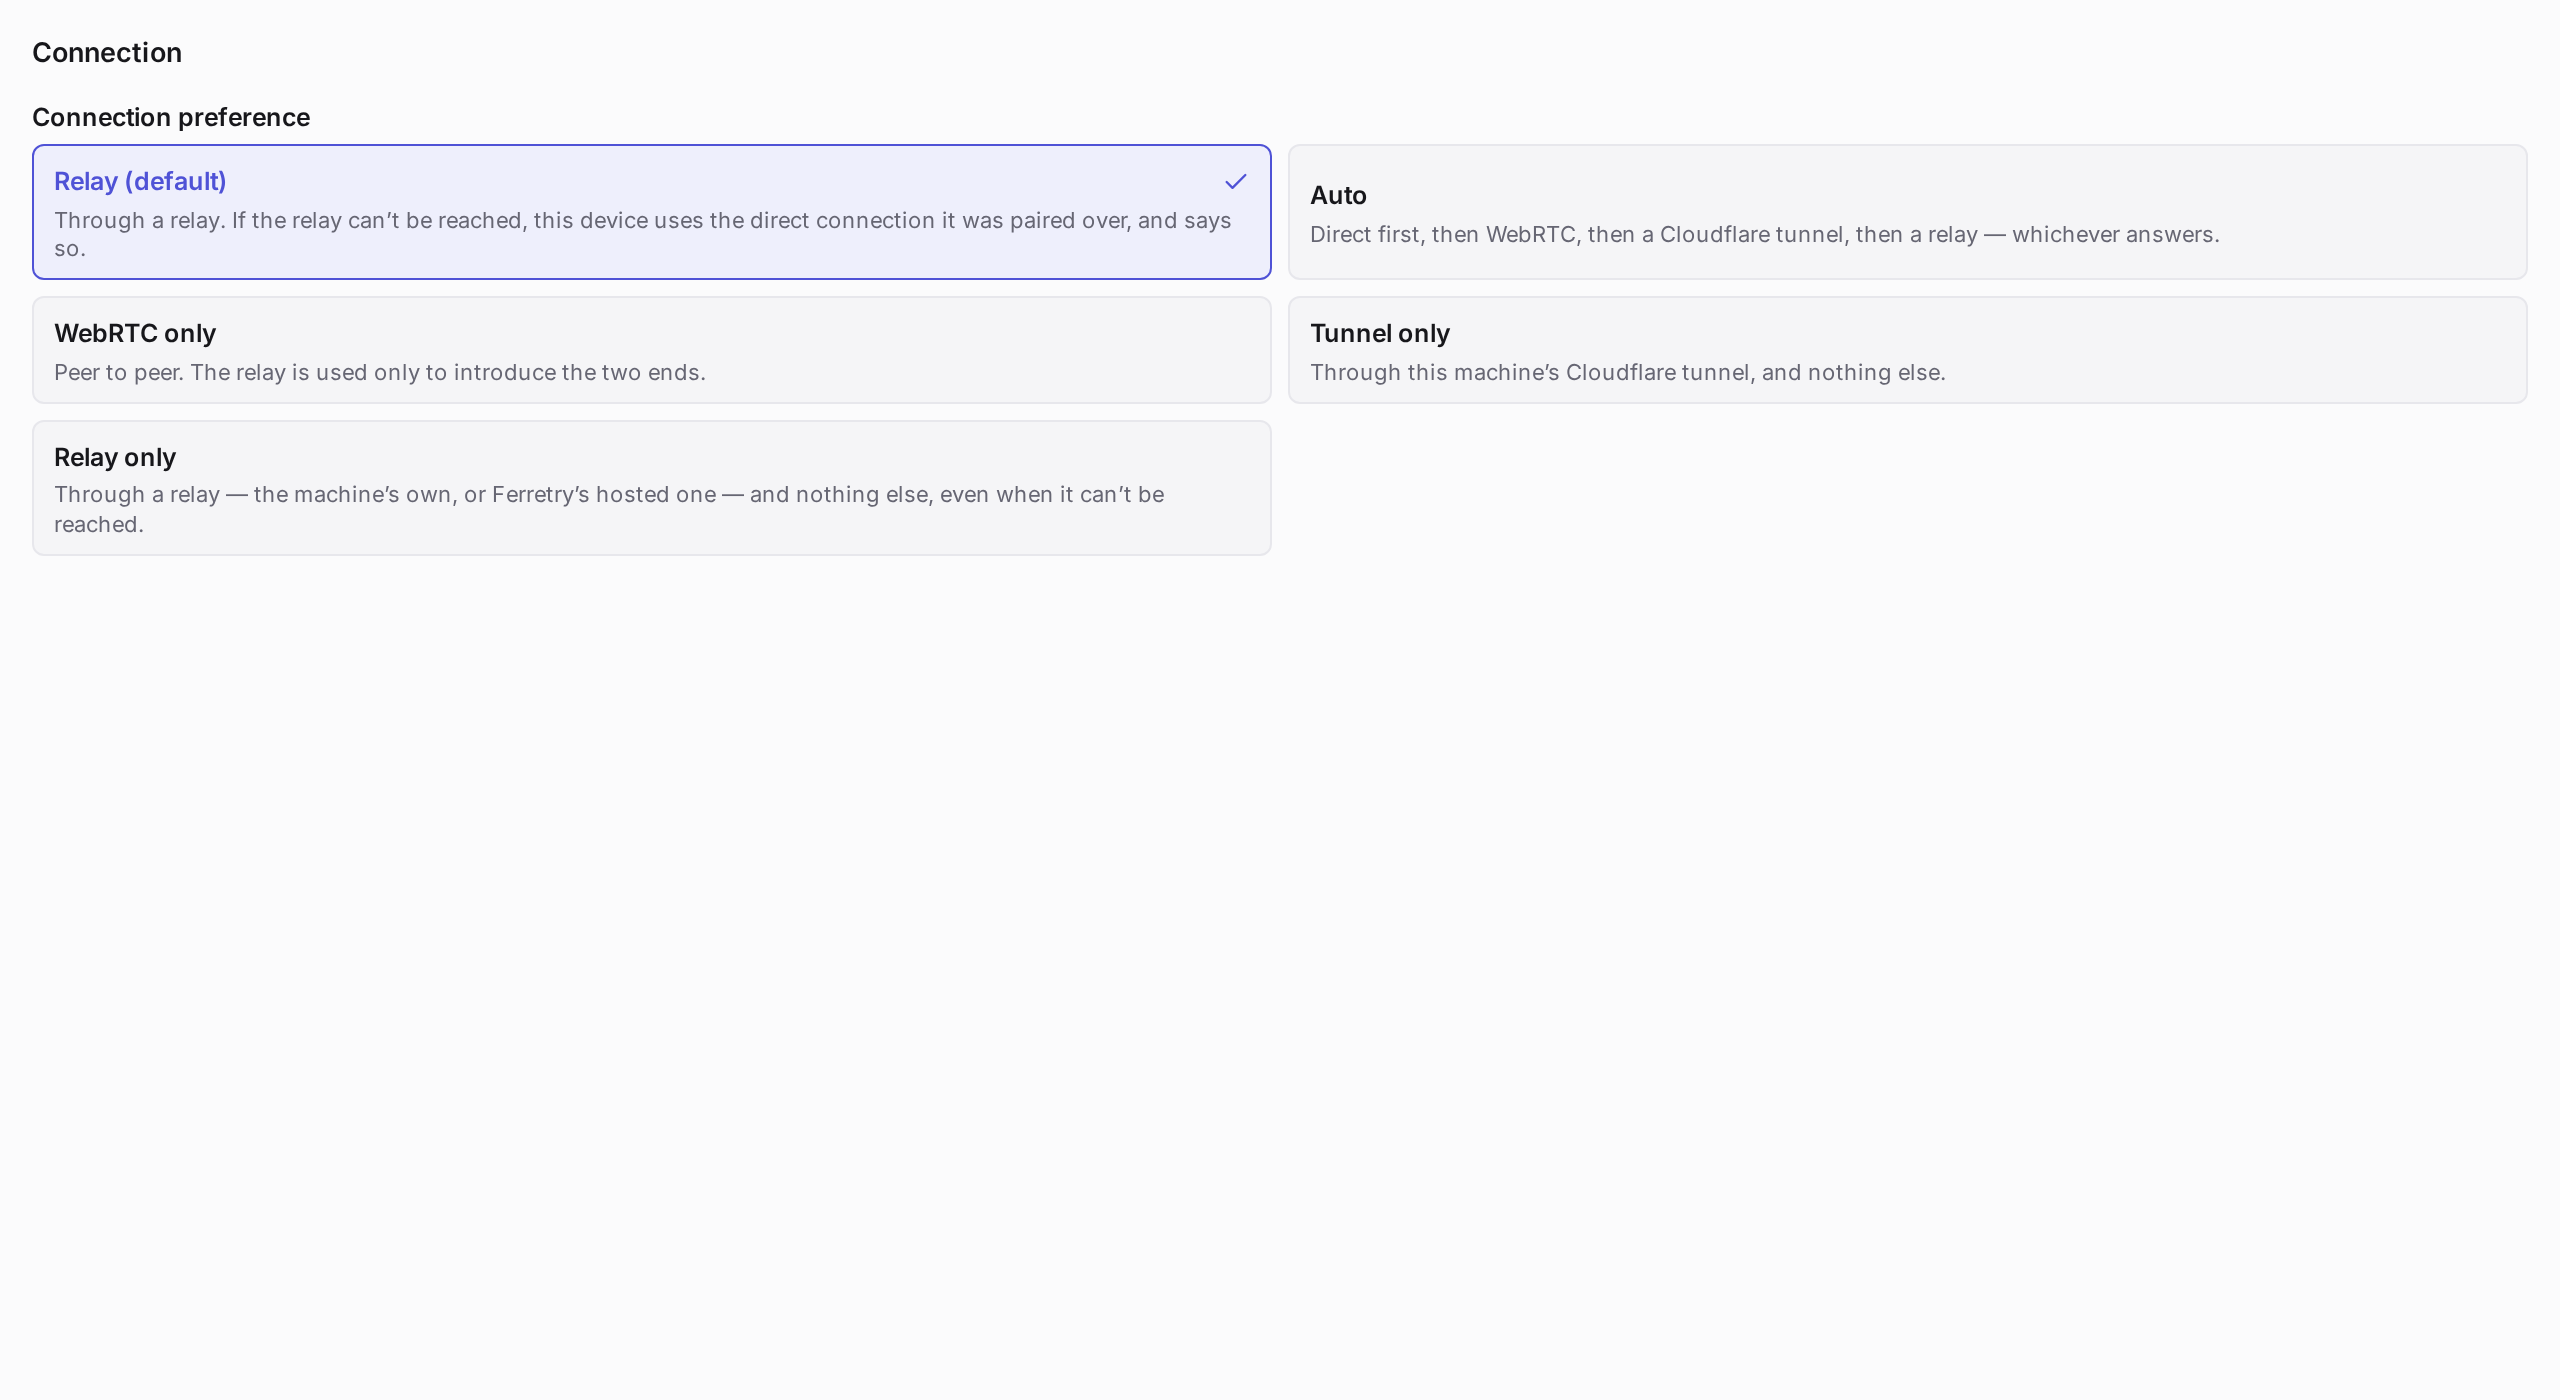 Connection
Connection preference
Relay (default)
Through a relay. If the relay can’t be reached, this device uses the direct connection it was paired over, and says
so.
Auto
Direct first, then WebRTC, then a Cloudflare tunnel, then a relay — whichever answers.
WebRTC only
Peer to peer. The relay is used only to introduce the two ends.
Tunnel only
Through this machine’s Cloudflare tunnel, and nothing else.
Relay only
Through a relay — the machine’s own, or Ferretry’s hosted one — and nothing else, even when it can’t be
reached.